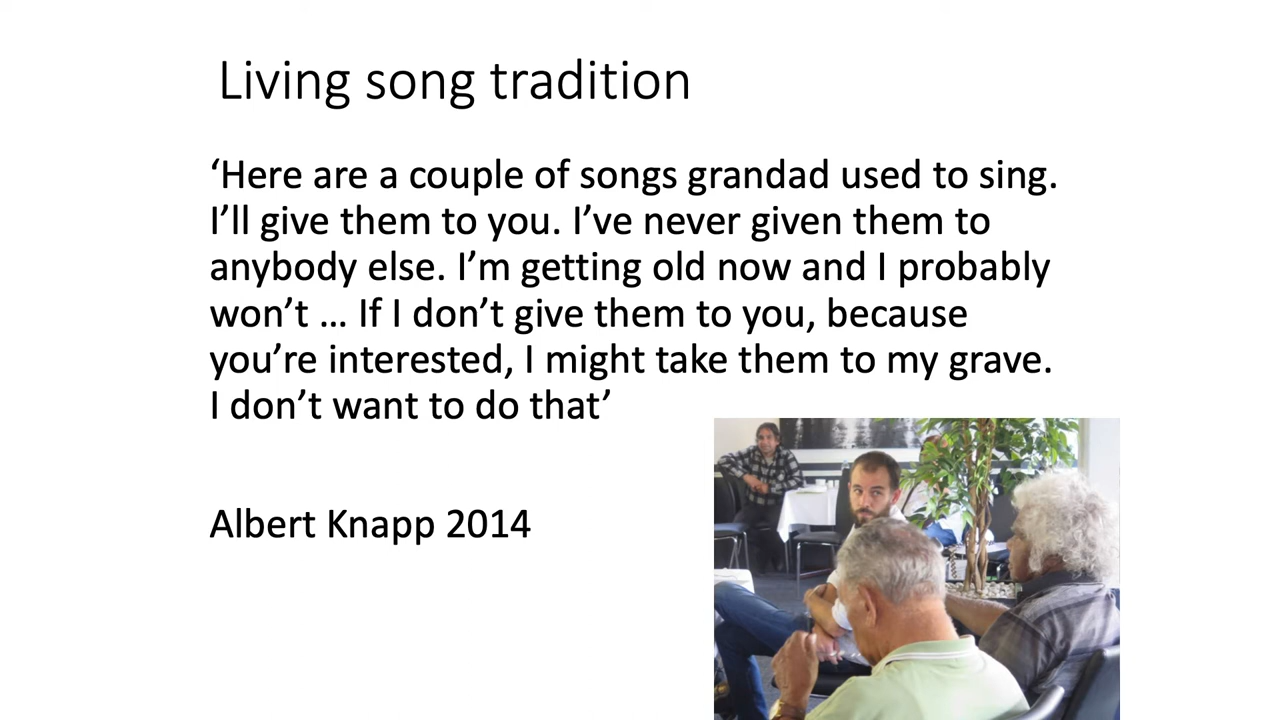 Living song tradition
‘Here are a couple of songs grandad used to sing.
I’ll give them to you. I’ve never given them to
anybody else. I’m getting old now and I probably
won’t … If I don’t give them to you, because
you’re interested, I might take them to my grave.
I don’t want to do that’
Albert Knapp 2014